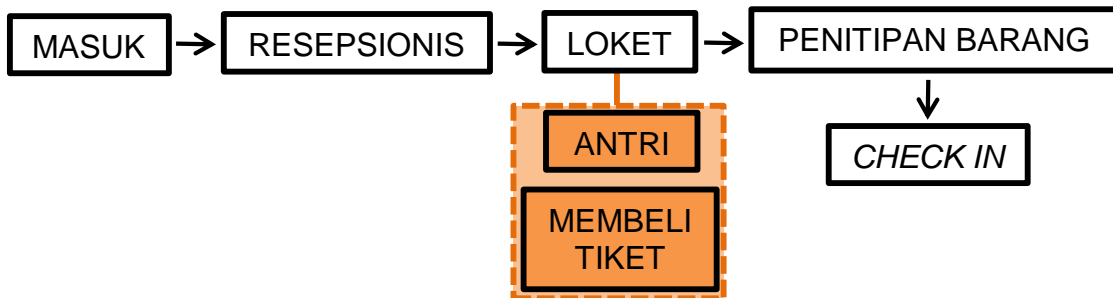 MASUK
RESEPSIONIS
LOKET
PENITIPAN BARANG
ANTRI
CHECK IN
MEMBELI
TIKET